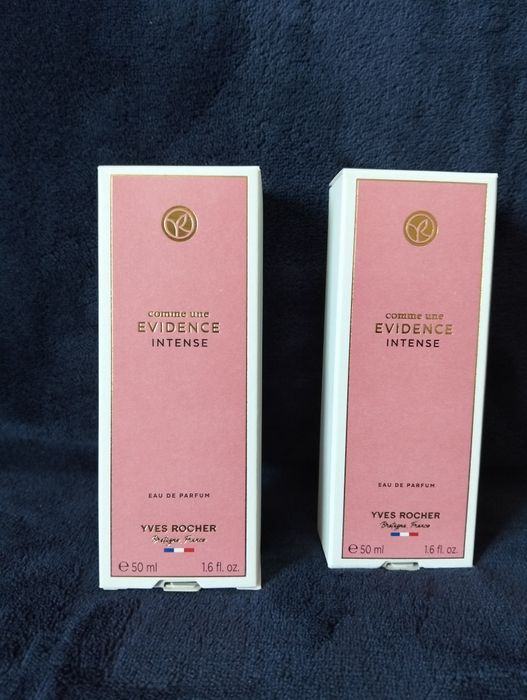 comme une
EVIDENCE
INTENSE
EAU DE PARFUM
YVES ROCHER
Bretagne, France
℮ 50 ml 1.6 fl. oz.
comme une
EVIDENCE
INTENSE
EAU DE PARFUM
YVES ROCHER
Bretagne, France
℮ 50 ml 1.6 fl. oz.